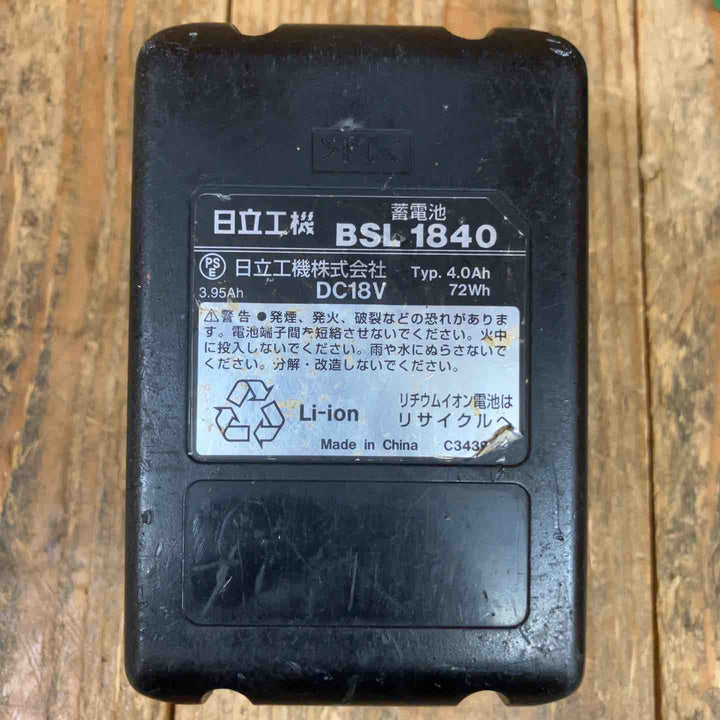 蓄電池
日立工機 BSL 1840
PSE 日立工機株式会社 Typ. 4.0Ah
3.95Ah DC18V 72Wh
⚠警告 ●発煙、発火、破裂などの恐れがありま
す。電池端子間を短絡させないでください。火中
に投入しないでください。雨や水にぬらさないで
ください。分解・改造しないでください。
Li-ion リチウムイオン電池は
リサイクルへ
Made in China C3439